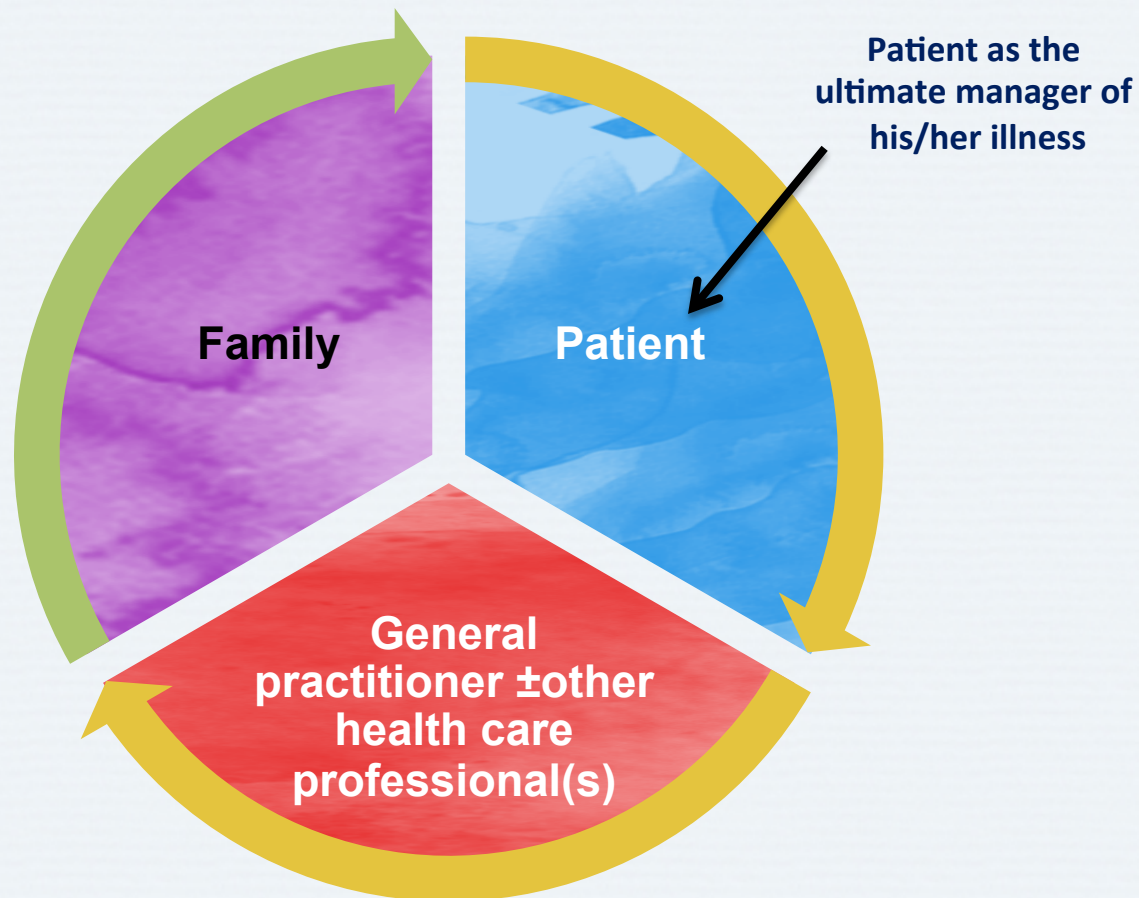 Patient as the
ultimate manager of
his/her illness
Family
Patient
General
practitioner ±other
health care
professional(s)